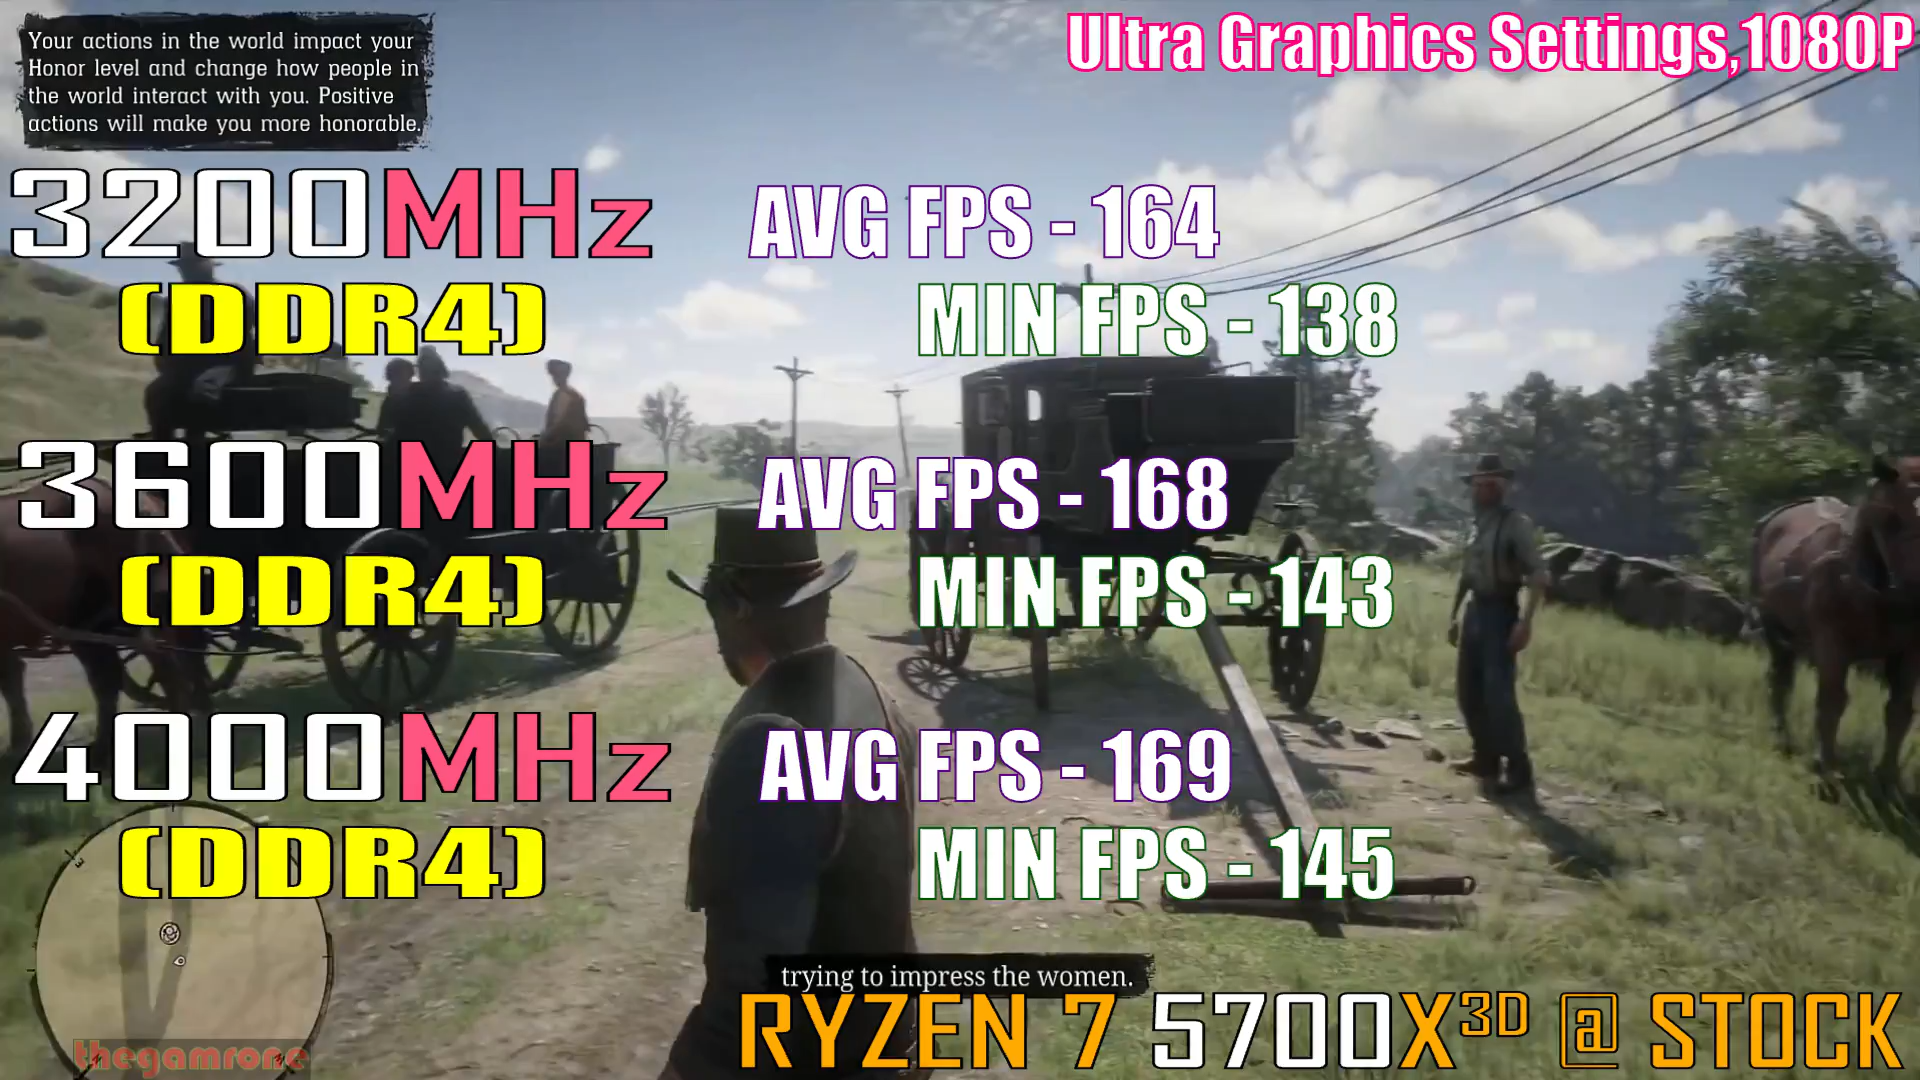 Your actions in the world impact your
Honor level and change how people in
the world interact with you. Positive
actions will make you more honorable.
Ultra Graphics Settings,1080P
3200MHz AVG FPS - 164
(DDR4) MIN FPS - 138
3600MHz AVG FPS - 168
(DDR4) MIN FPS - 143
4000MHz AVG FPS - 169
(DDR4) MIN FPS - 145
trying to impress the women.
RYZEN 7 5700X3D @ STOCK
thegamrone